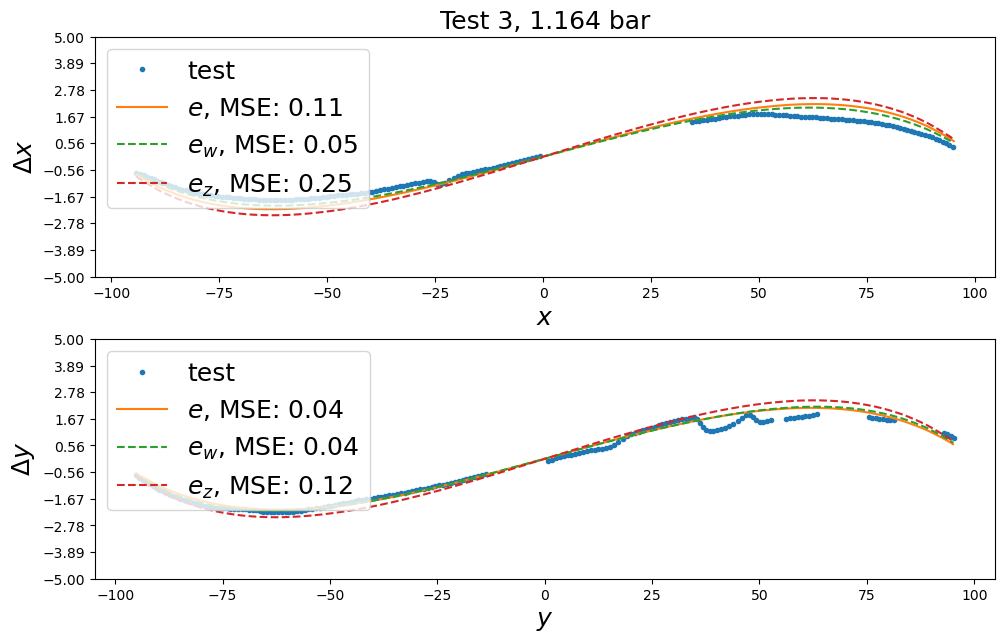 Test 3, 1.164 bar
5.00
3.89
2.78
1.67
0.56
−0.56
−1.67
−2.78
−3.89
−5.00
Δx
test
e, MSE: 0.11
e_w, MSE: 0.05
e_z, MSE: 0.25
−100 −75 −50 −25 0 25 50 75 100
x
5.00
3.89
2.78
1.67
0.56
−0.56
−1.67
−2.78
−3.89
−5.00
Δy
test
e, MSE: 0.04
e_w, MSE: 0.04
e_z, MSE: 0.12
−100 −75 −50 −25 0 25 50 75 100
y